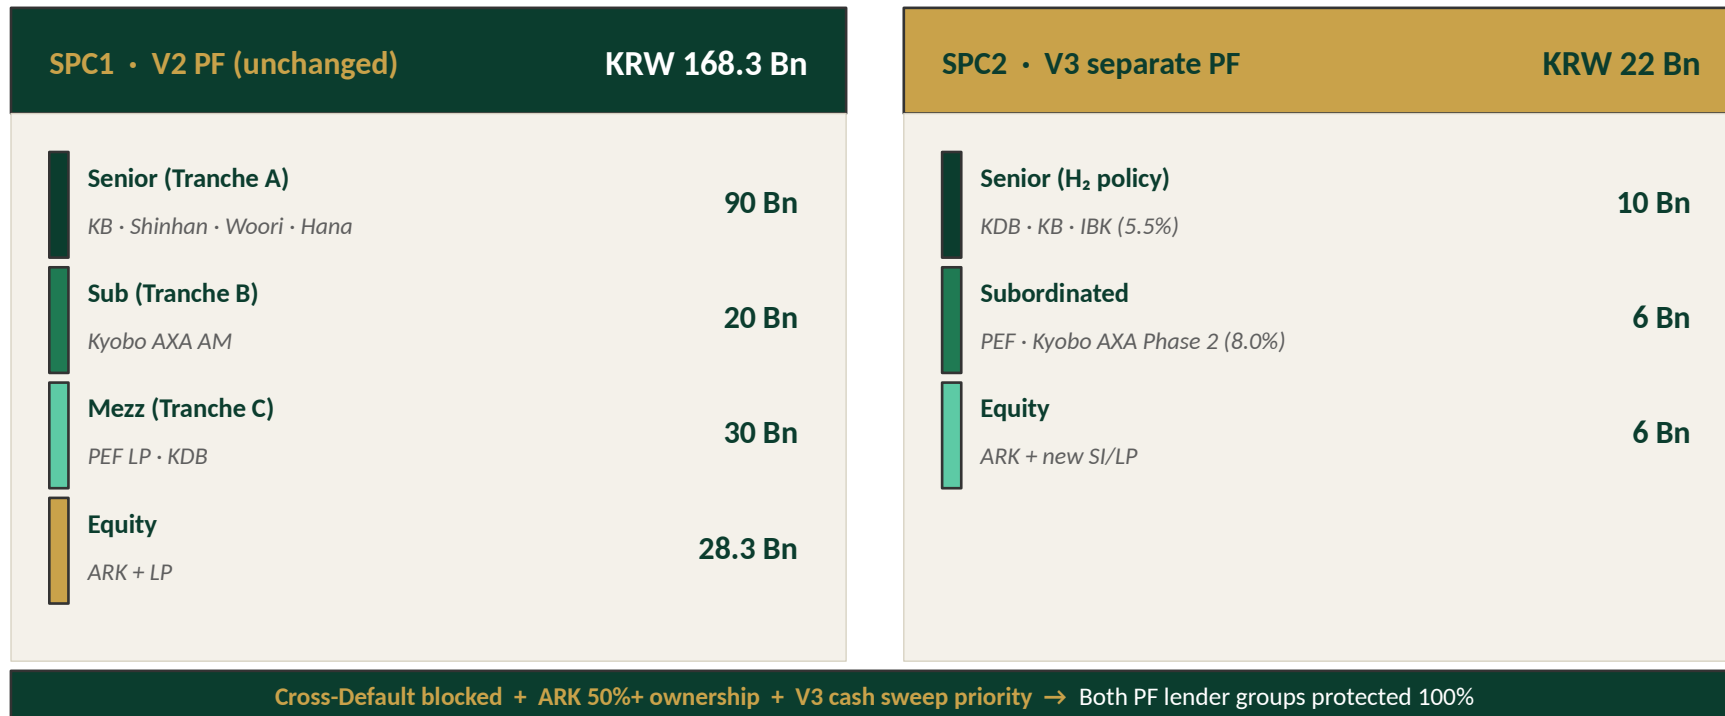 SPC1 · V2 PF (unchanged) KRW 168.3 Bn
Senior (Tranche A)
KB · Shinhan · Woori · Hana
90 Bn
Sub (Tranche B)
Kyobo AXA AM
20 Bn
Mezz (Tranche C)
PEF LP · KDB
30 Bn
Equity
ARK + LP
28.3 Bn
SPC2 · V3 separate PF KRW 22 Bn
Senior (H₂ policy)
KDB · KB · IBK (5.5%)
10 Bn
Subordinated
PEF · Kyobo AXA Phase 2 (8.0%)
6 Bn
Equity
ARK + new SI/LP
6 Bn
Cross-Default blocked + ARK 50%+ ownership + V3 cash sweep priority → Both PF lender groups protected 100%